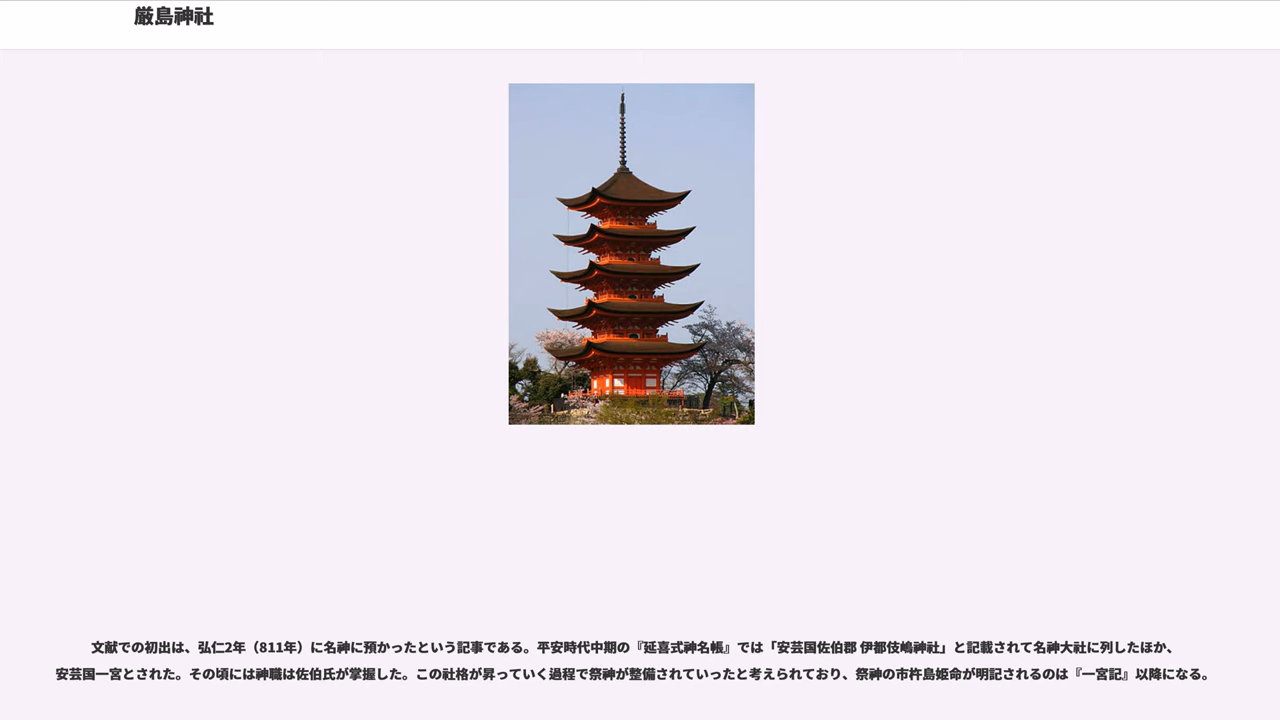 厳島神社
文献での初出は、弘仁2年（811年）に名神に預かったという記事である。平安時代中期の『延喜式神名帳』では「安芸国佐伯郡 伊都伎嶋神社」と記載されて名神大社に列したほか、
安芸国一宮とされた。その頃には神職は佐伯氏が掌握した。この社格が昇っていく過程で祭神が整備されていったと考えられており、祭神の市杵島姫命が明記されるのは『一宮記』以降になる。